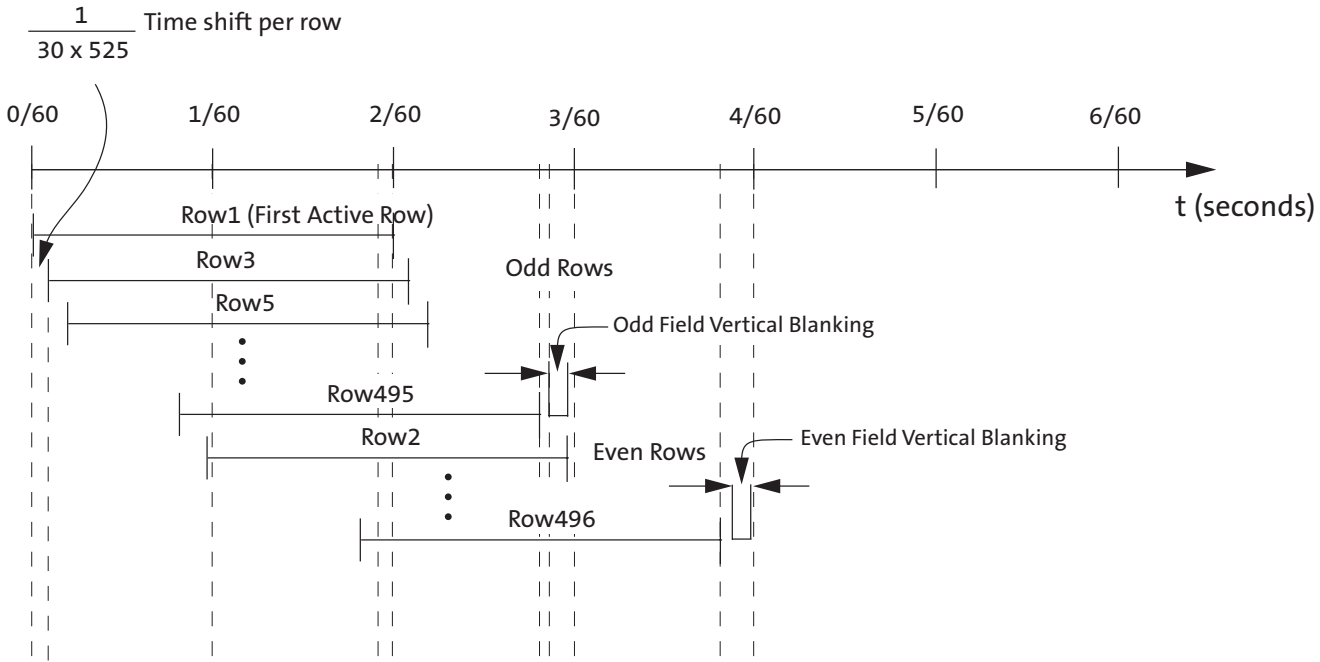 1
30 x 525
Time shift per row
0/60
1/60
2/60
3/60
4/60
5/60
6/60
t (seconds)
Row1 (First Active Row)
Row3
Odd Rows
Row5
Odd Field Vertical Blanking
Row495
Row2
Even Rows
Even Field Vertical Blanking
Row496